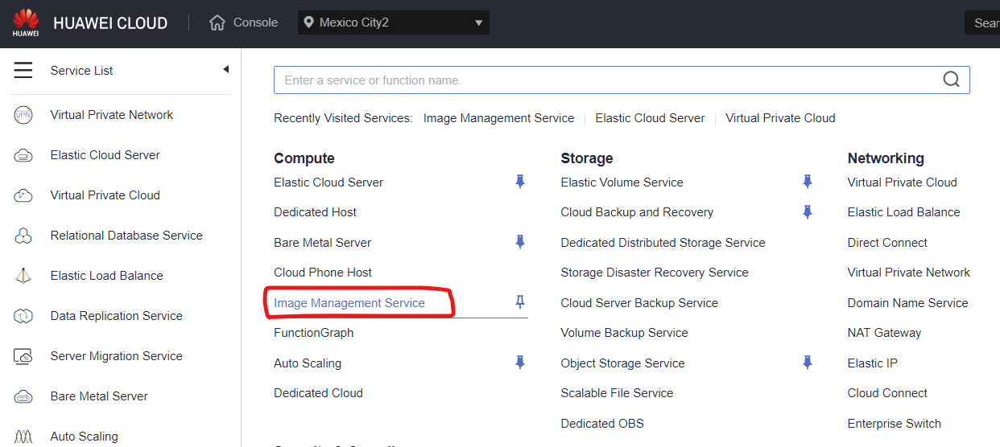 HUAWEI
HUAWEI CLOUD
Console
Mexico City2
Sear
Service List
Virtual Private Network
Elastic Cloud Server
Virtual Private Cloud
Relational Database Service
Elastic Load Balance
Data Replication Service
Server Migration Service
Bare Metal Server
Auto Scaling
VPN
Enter a service or function name.
Recently Visited Services: Image Management Service Elastic Cloud Server Virtual Private Cloud
Compute
Elastic Cloud Server
Dedicated Host
Bare Metal Server
Cloud Phone Host
Image Management Service
FunctionGraph
Auto Scaling
Dedicated Cloud
Storage
Elastic Volume Service
Cloud Backup and Recovery
Dedicated Distributed Storage Service
Storage Disaster Recovery Service
Cloud Server Backup Service
Volume Backup Service
Object Storage Service
Scalable File Service
Dedicated OBS
Networking
Virtual Private Cloud
Elastic Load Balance
Direct Connect
Virtual Private Network
Domain Name Service
NAT Gateway
Elastic IP
Cloud Connect
Enterprise Switch